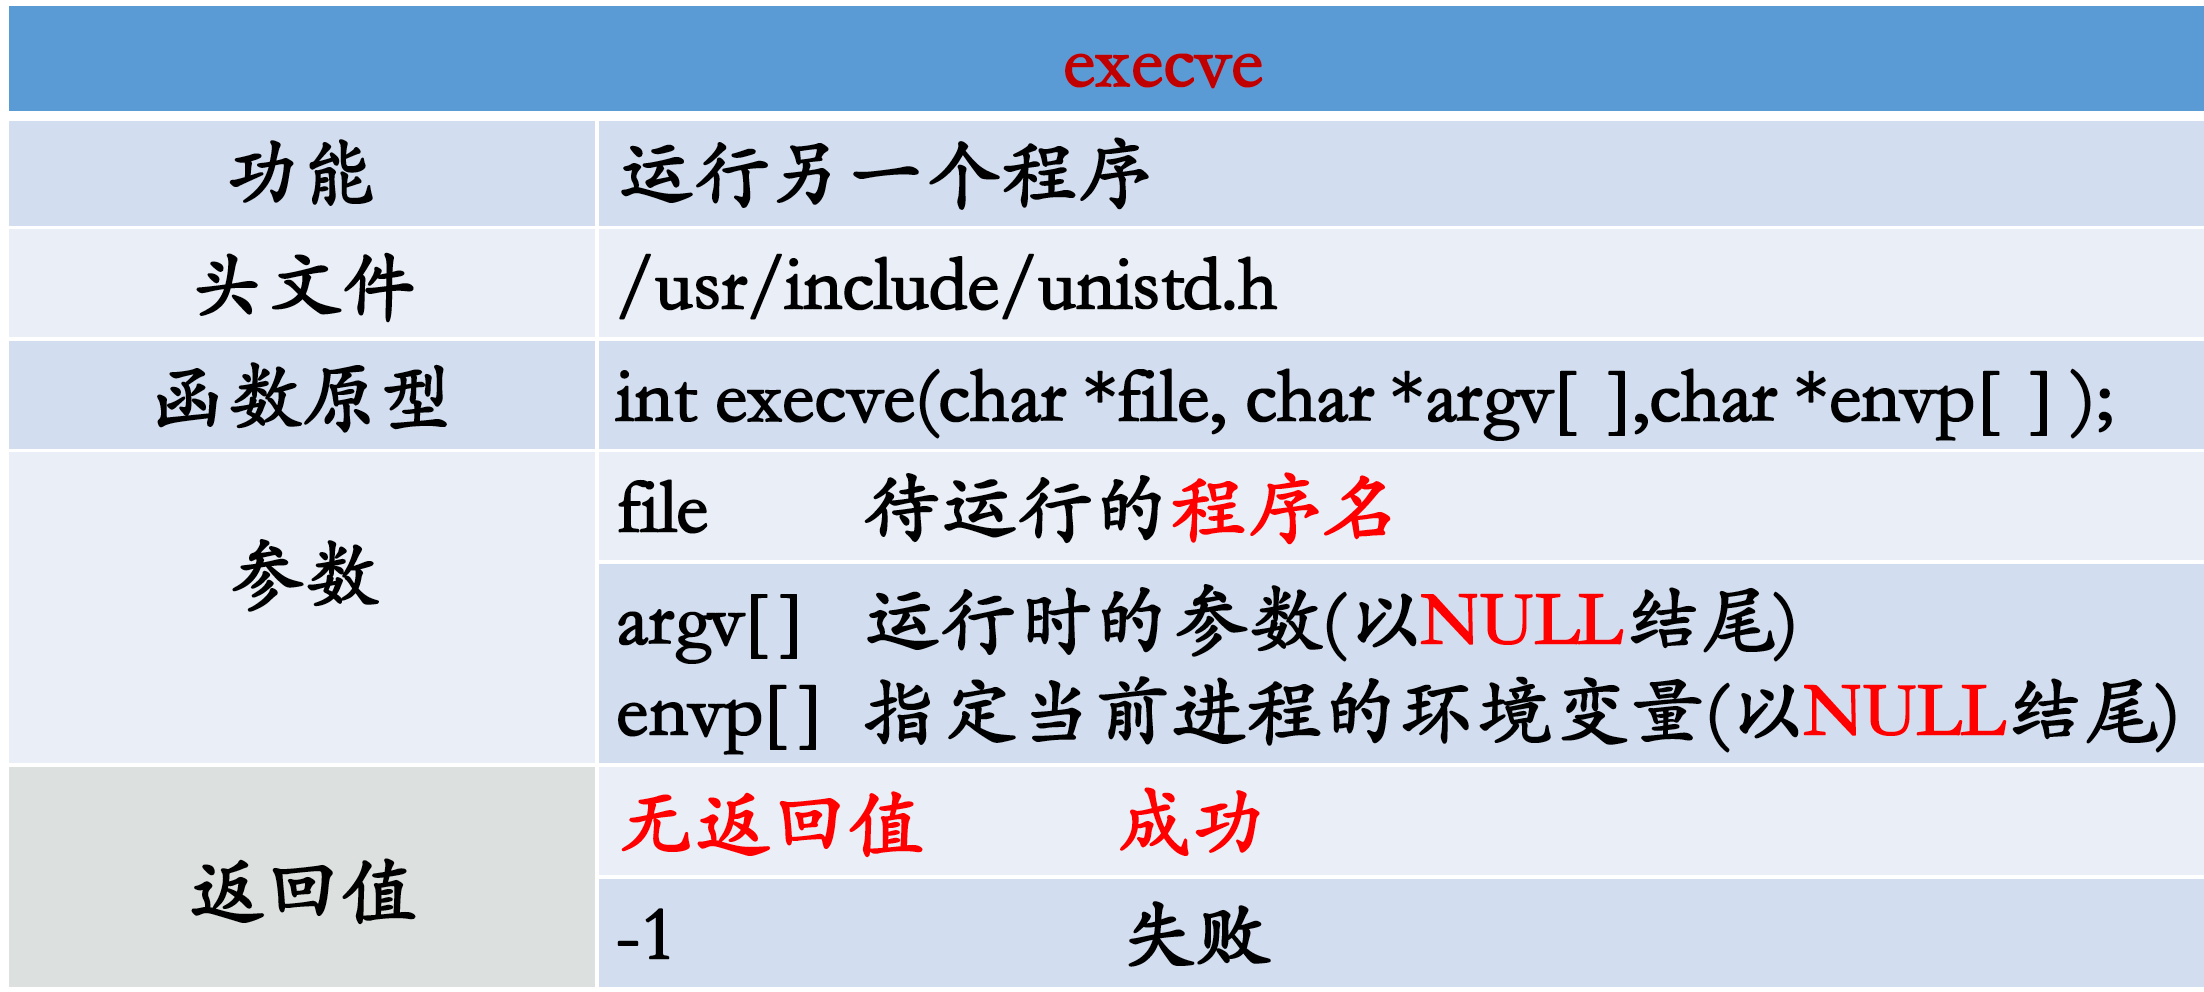 execve
功能 运行另一个程序
头文件 /usr/include/unistd.h
函数原型 int execve(char *file, char *argv[ ],char *envp[ ] );
参数
file 待运行的程序名
argv[] 运行时的参数(以NULL结尾)
envp[] 指定当前进程的环境变量(以NULL结尾)
返回值
无返回值 成功
-1 失败